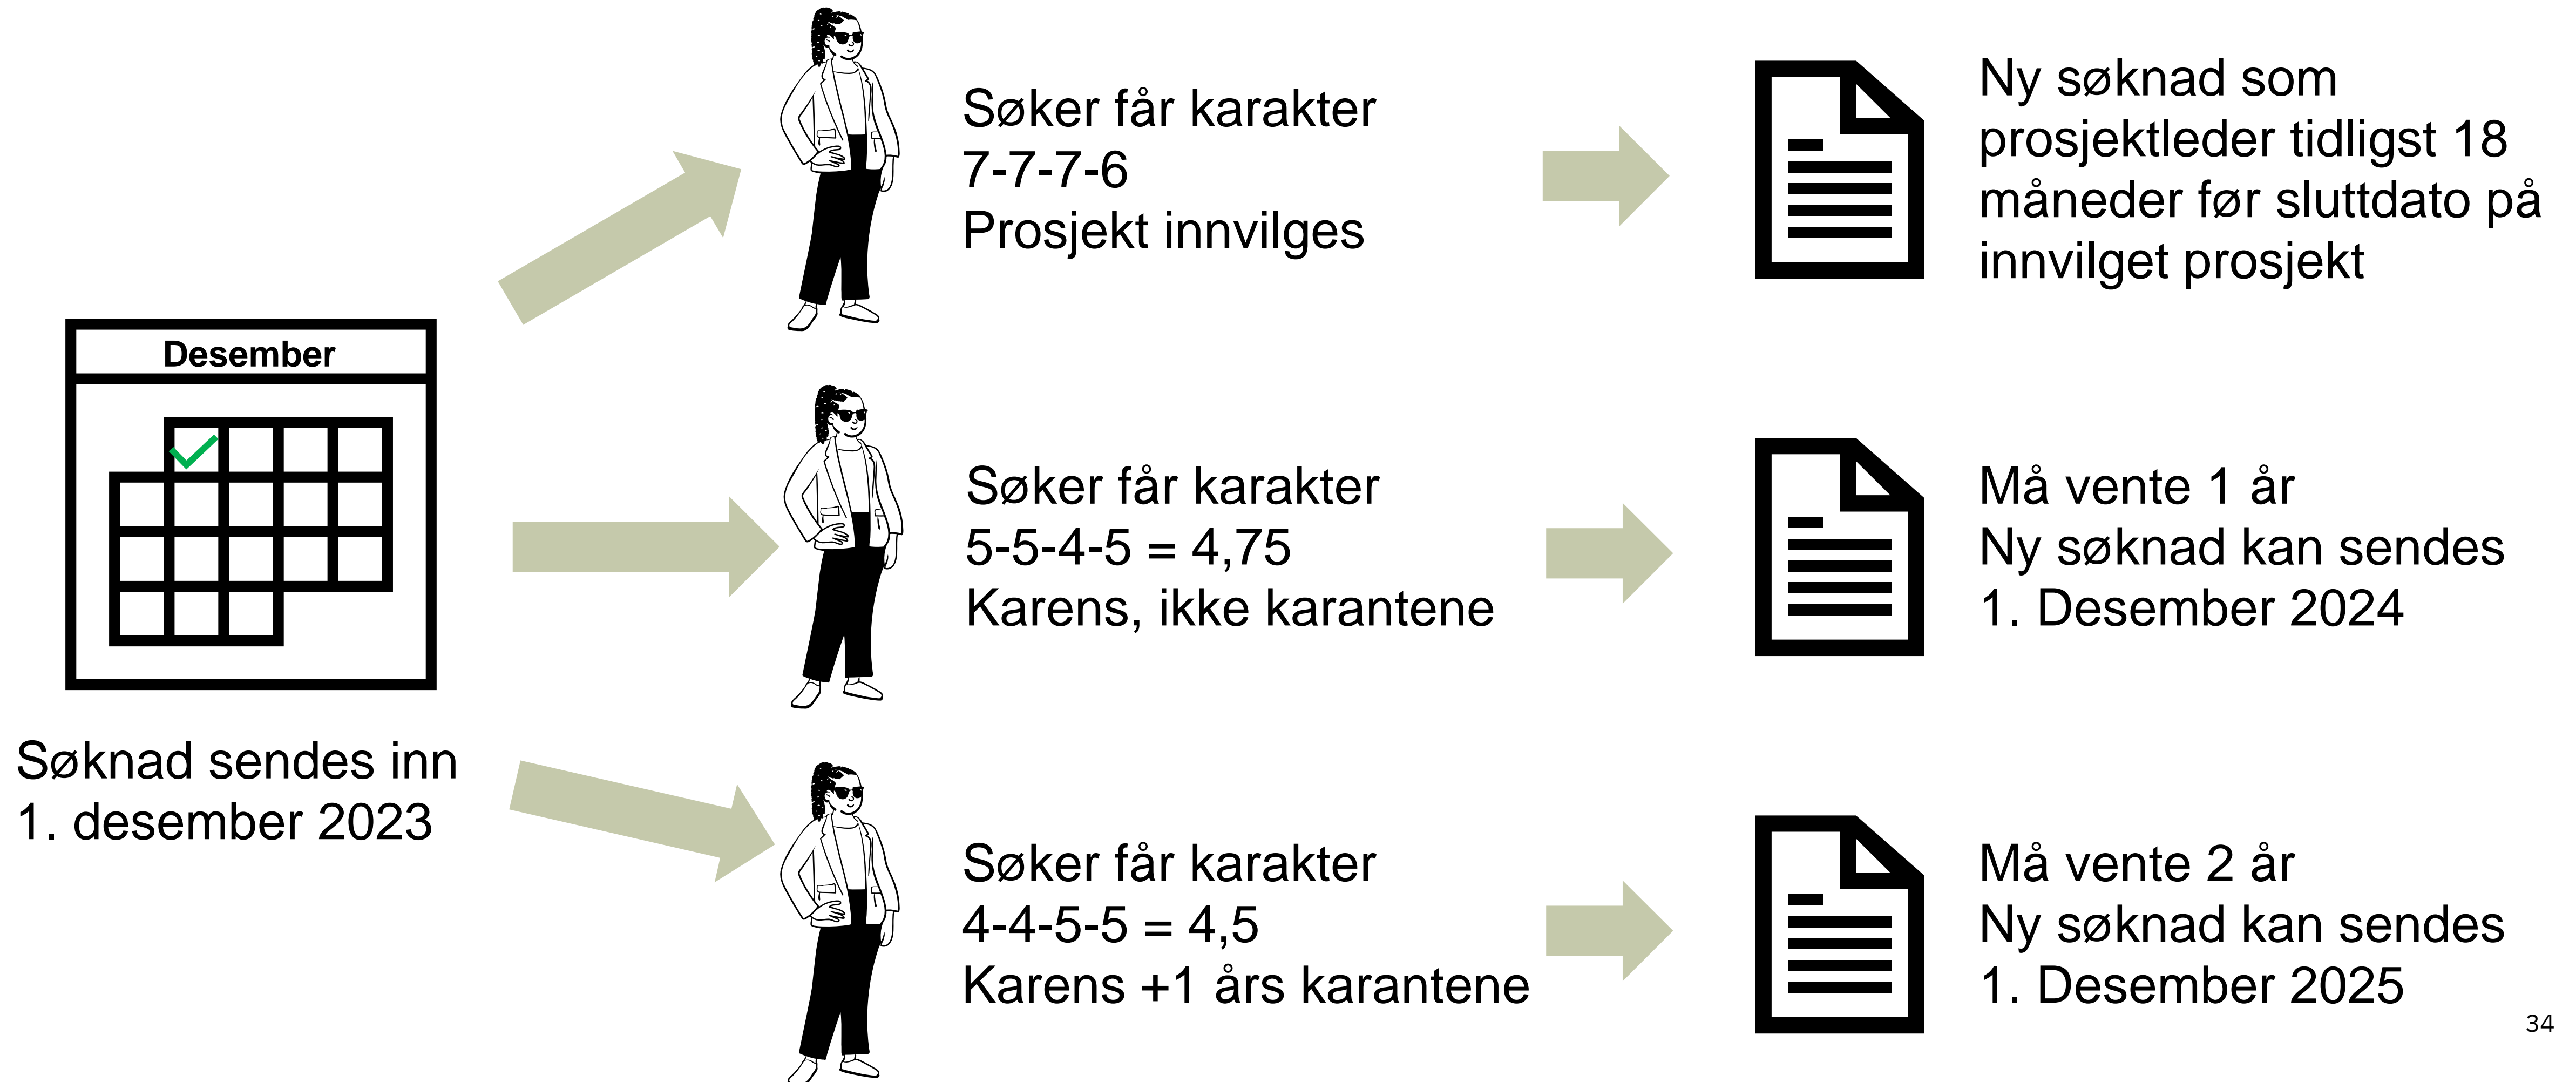 Desember
Søknad sendes inn
1. desember 2023
Søker får karakter
7-7-7-6
Prosjekt innvilges
Ny søknad som
prosjektleder tidligst 18
måneder før sluttdato på
innvilget prosjekt
Søker får karakter
5-5-4-5 = 4,75
Karens, ikke karantene
Må vente 1 år
Ny søknad kan sendes
1. Desember 2024
Søker får karakter
4-4-5-5 = 4,5
Karens +1 års karantene
Må vente 2 år
Ny søknad kan sendes
1. Desember 2025
34